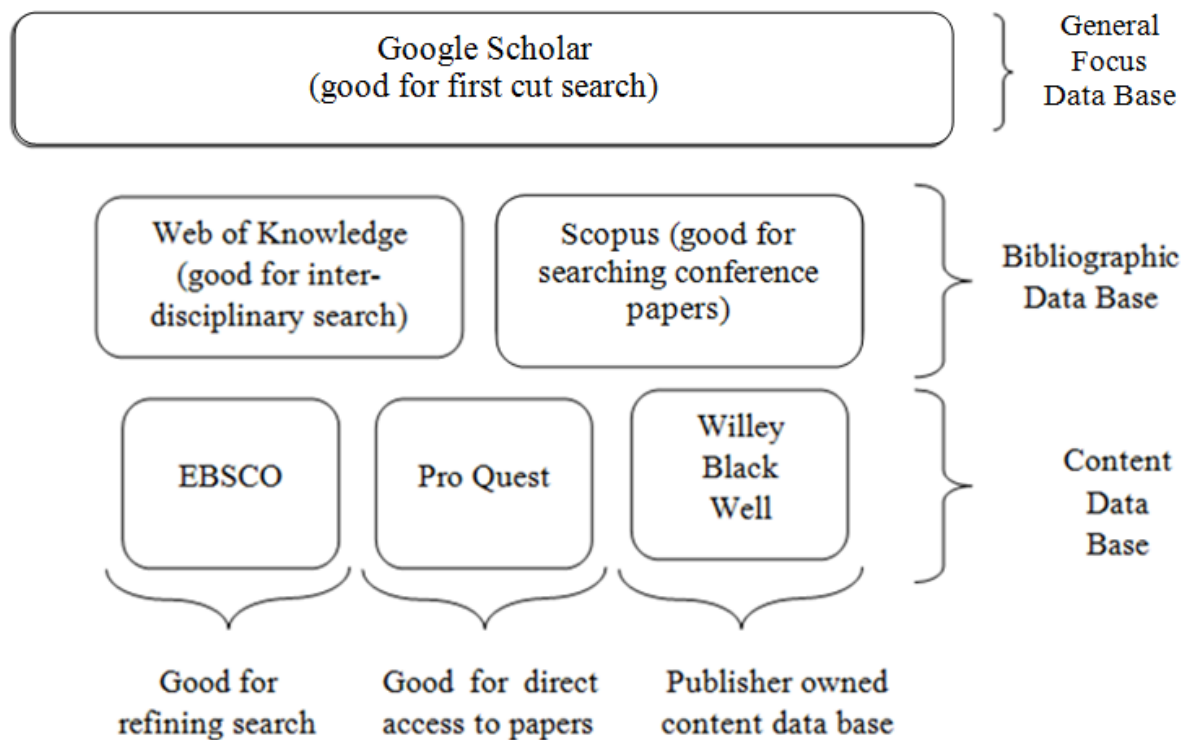 Google Scholar
(good for first cut search)
General
Focus
Data Base
Web of Knowledge
(good for inter-
disciplinary search)
Scopus (good for
searching conference
papers)
Bibliographic
Data Base
EBSCO
Pro Quest
Willey
Black
Well
Content
Data
Base
Good for
refining search
Good for direct
access to papers
Publisher owned
content data base